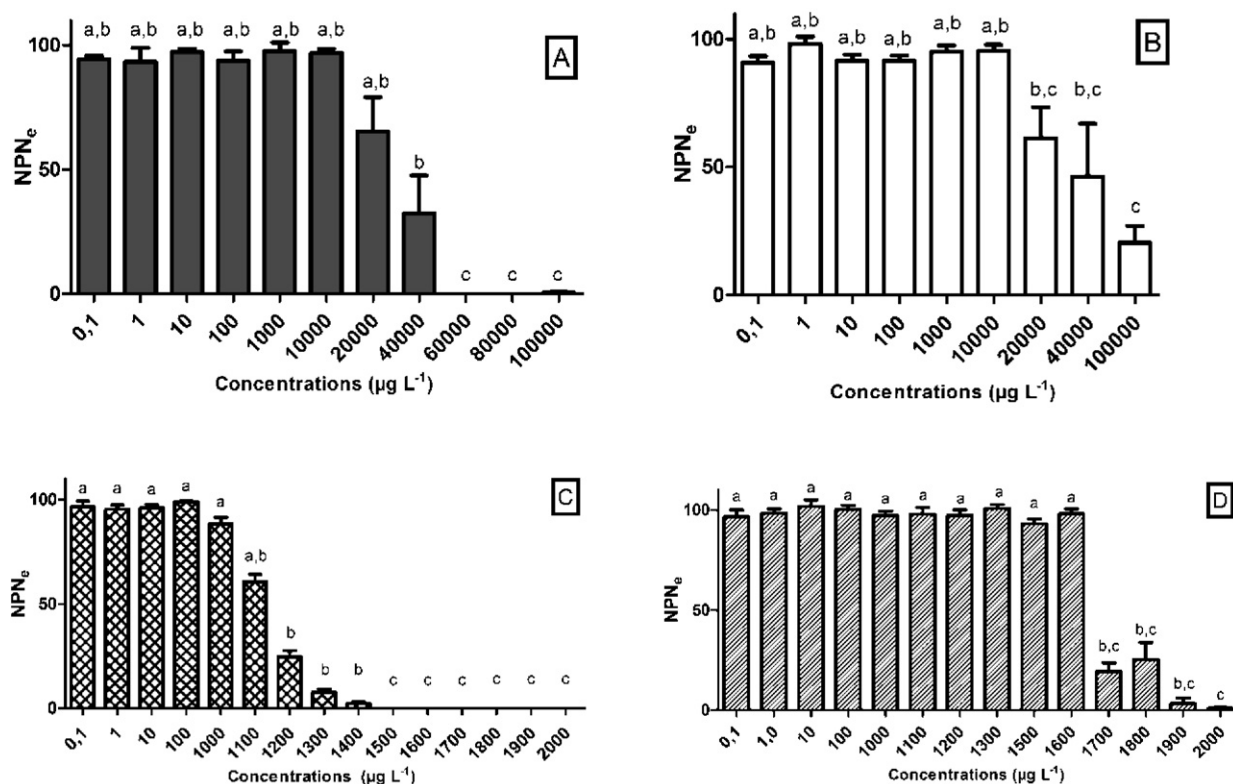 A
a,b a,b a,b a,b a,b a,b a,b b c c c
NPNe
100
50
0
0,1 1 10 100 1000 10000 20000 40000 60000 80000 100000
Concentrations (µg L-1)
B
a,b a,b a,b a,b a,b a,b b,c b,c c
NPNe
100
50
0
0,1 1 10 100 1000 10000 20000 40000 100000
Concentrations (µg L-1)
C
a a a a a a,b b b b c c c c c c
NPNe
100
50
0
0,1 1 10 100 1000 1100 1200 1300 1400 1500 1600 1700 1800 1900 2000
Concentrations (µg L-1)
D
a a a a a a a a a a b,c b,c b,c c
NPNe
100
50
0
0,1 1,0 10 100 1000 1100 1200 1300 1500 1600 1700 1800 1900 2000
Concentrations (µg L-1)